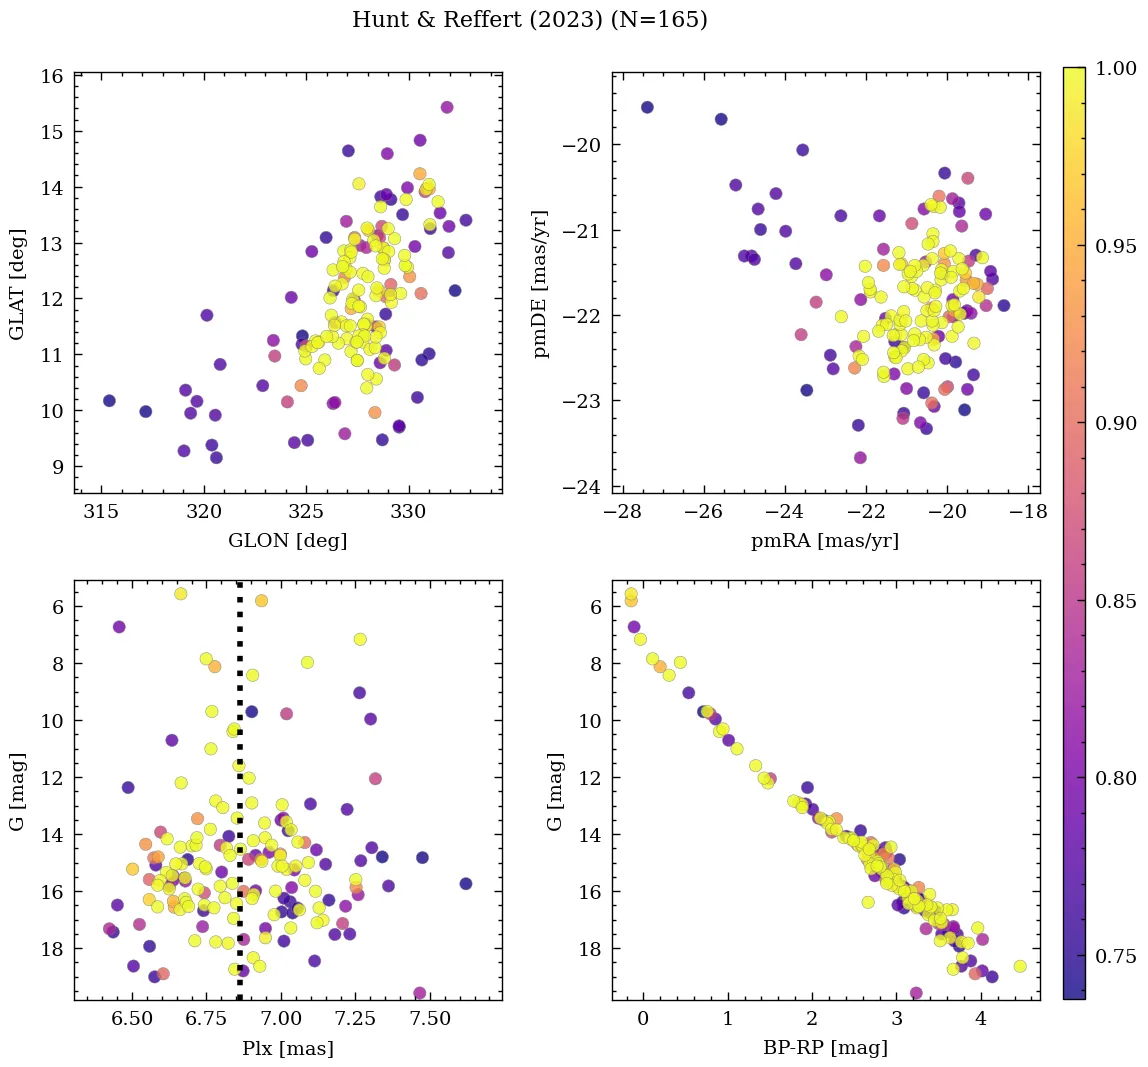 Hunt & Reffert (2023) (N=165)
16
15
14
13
12
11
10
9
GLAT [deg]
315 320 325 330
GLON [deg]
−20
−21
−22
−23
−24
pmDE [mas/yr]
−28 −26 −24 −22 −20 −18
pmRA [mas/yr]
1.00
0.95
0.90
0.85
0.80
0.75
6
8
10
12
14
16
18
G [mag]
6.50 6.75 7.00 7.25 7.50
Plx [mas]
6
8
10
12
14
16
18
G [mag]
0 1 2 3 4
BP-RP [mag]